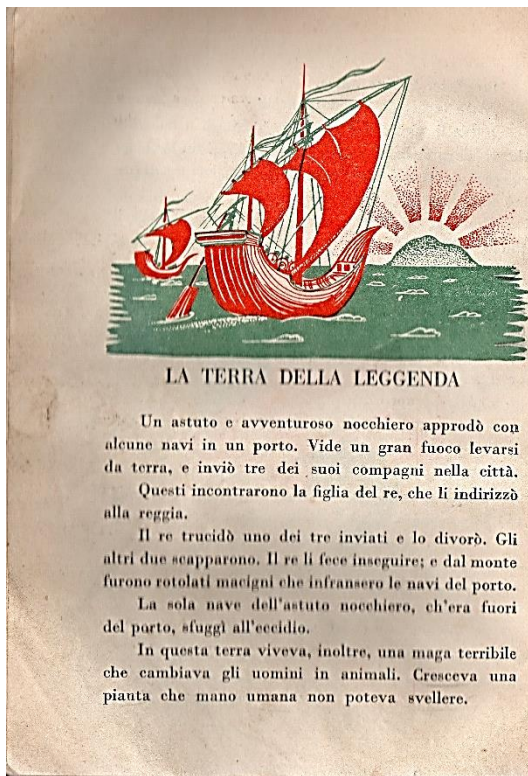 LA TERRA DELLA LEGGENDA
Un astuto e avventuroso nocchiero approdò con
alcune navi in un porto. Vide un gran fuoco levarsi
da terra, e inviò tre dei suoi compagni nella città.
Questi incontrarono la figlia del re, che li indirizzò
alla reggia.
Il re trucidò uno dei tre inviati e lo divorò. Gli
altri due scapparono. Il re li fece inseguire; e dal monte
furono rotolati macigni che infransero le navi del porto.
La sola nave dell'astuto nocchiero, ch'era fuori
del porto, sfuggì all'eccidio.
In questa terra viveva, inoltre, una maga terribile
che cambiava gli uomini in animali. Cresceva una
pianta che mano umana non poteva svellere.